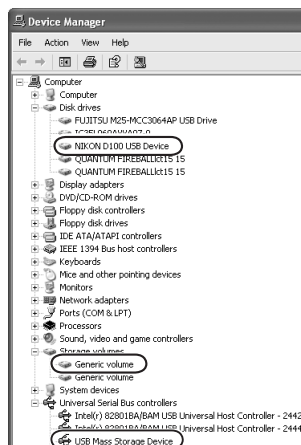 Device Manager
File Action View Help
Computer
Computer
Disk drives
FUJITSU M25-MCC3064AP USB Drive
NIKON D100 USB Device
QUANTUM FIREBALLlct15 15
QUANTUM FIREBALLlct15 15
Display adapters
DVD/CD-ROM drives
Floppy disk controllers
Floppy disk drives
IDE ATA/ATAPI controllers
IEEE 1394 Bus host controllers
Keyboards
Mice and other pointing devices
Monitors
Network adapters
Ports (COM & LPT)
Processors
Sound, video and game controllers
Storage volumes
Generic volume
Generic volume
System devices
Universal Serial Bus controllers
Intel(r) 82801BA/BAM USB Universal Host Controller - 2442
Intel(r) 82801BA/BAM USB Universal Host Controller - 2444
USB Mass Storage Device